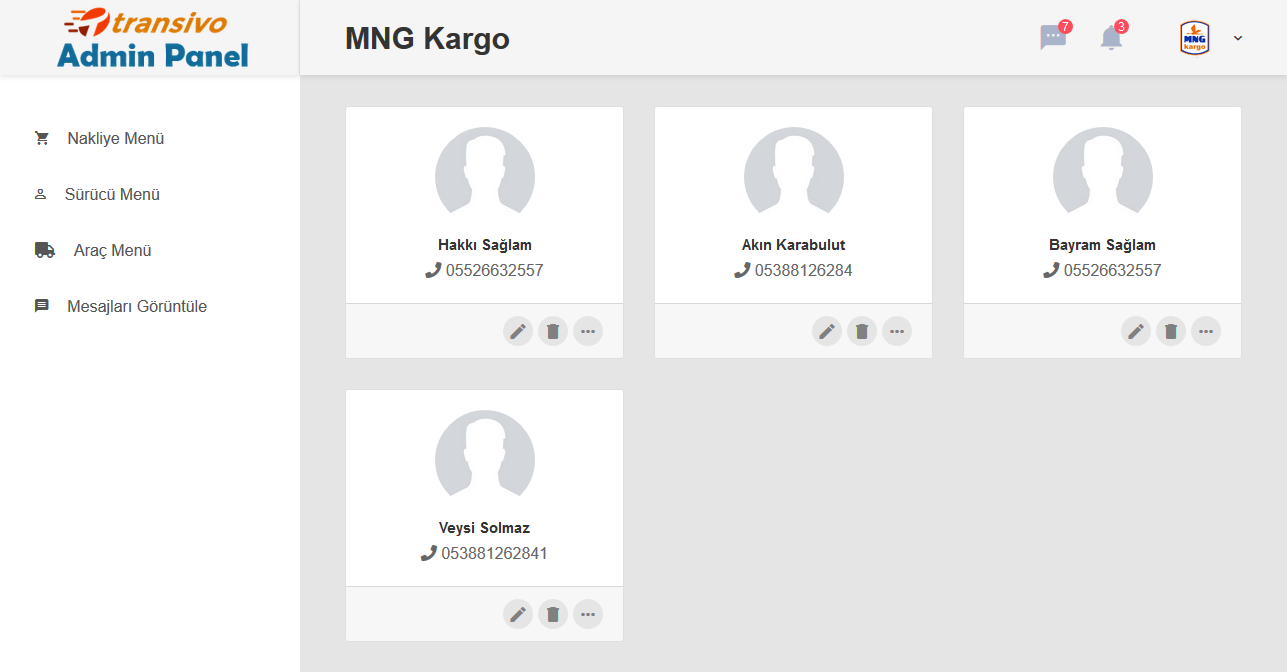 transivo
Admin Panel
MNG Kargo
7
3
MNG
kargo
Nakliye Menü
Sürücü Menü
Araç Menü
Mesajları Görüntüle
Hakkı Sağlam
05526632557
Akın Karabulut
05388126284
Bayram Sağlam
05526632557
Veysi Solmaz
053881262841